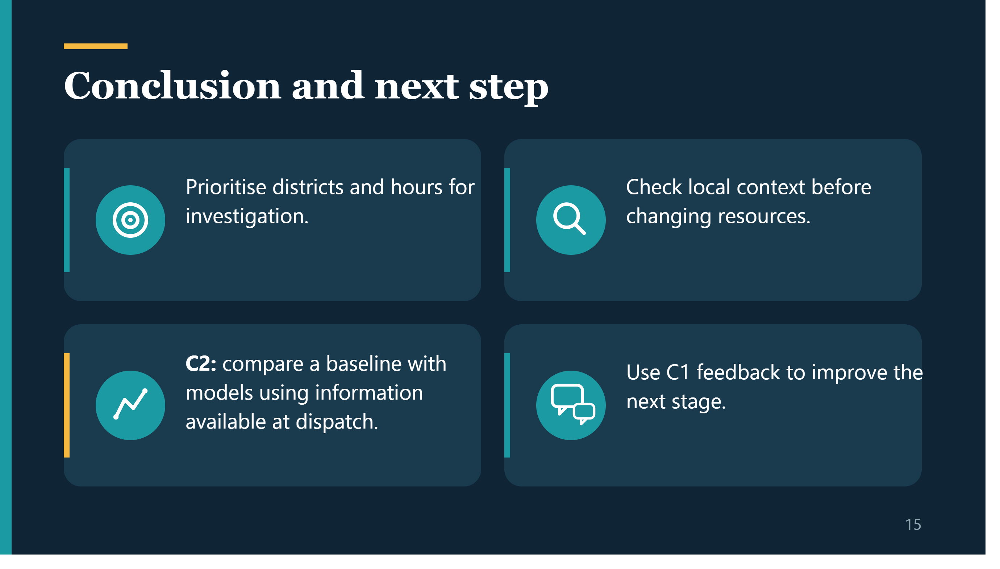 Conclusion and next step
Prioritise districts and hours for
investigation.
Check local context before
changing resources.
C2: compare a baseline with
models using information
available at dispatch.
Use C1 feedback to improve the
next stage.
15